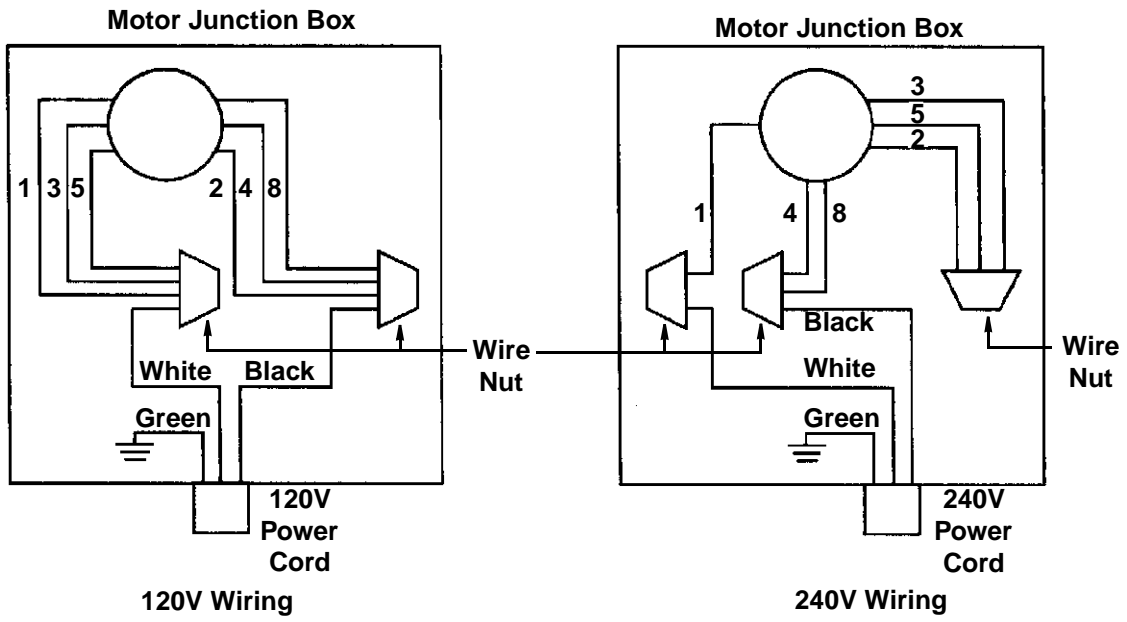 Motor Junction Box
1 3 5 2 4 8
White Black
Green
120V
Power
Cord
120V Wiring
Wire
Nut
Motor Junction Box
3
5
2
1 4 8
Black
White
Green
240V
Power
Cord
240V Wiring
Wire
Nut